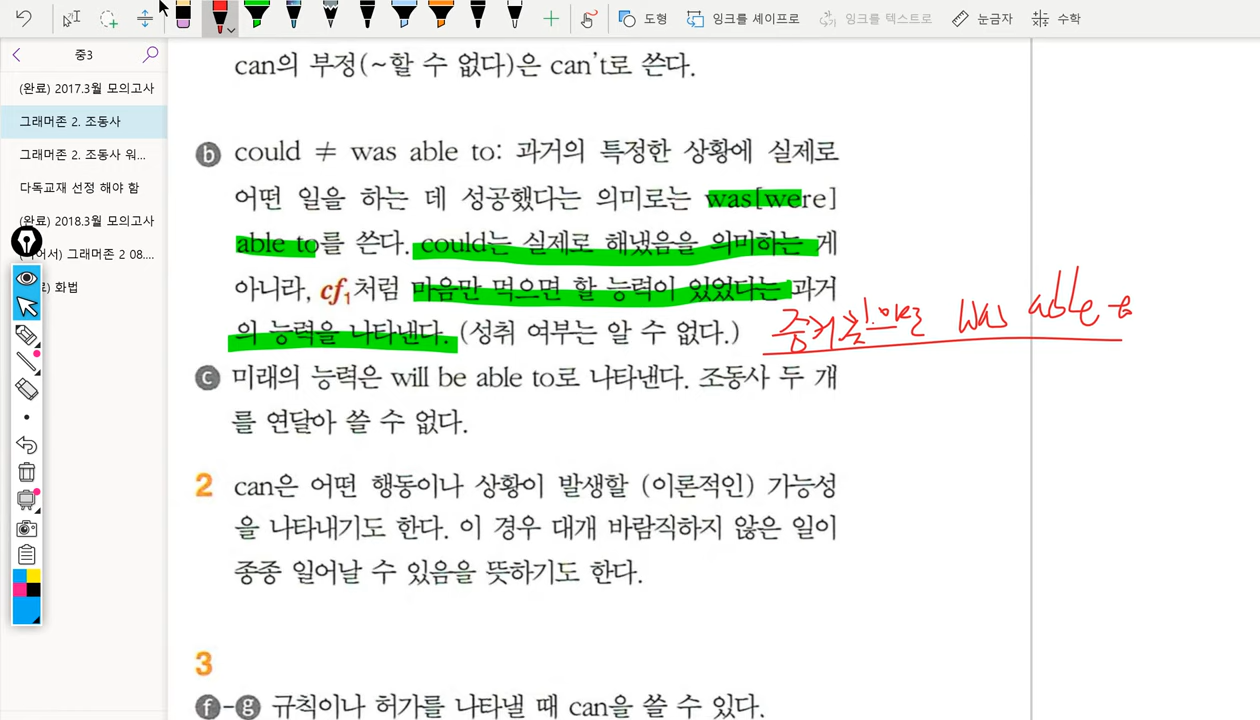 도형
잉크를 셰이프로
잉크를 텍스트로
눈금자
수학
중3
(완료) 2017.3월 모의고사
그래머존 2. 조동사
그래머존 2. 조동사 워...
다독교재 선정 해야 함
(완료) 2018.3월 모의고사
어서) 그래머존 2 08....
) 화법
can의 부정(~할 수 없다)은 can't로 쓴다.
b could ≠ was able to: 과거의 특정한 상황에 실제로
어떤 일을 하는 데 성공했다는 의미로는 was[were]
able to를 쓴다. could는 실제로 해냈음을 의미하는 게
아니라, cf1처럼 마음만 먹으면 할 능력이 있었다는 과거
의 능력을 나타낸다. (성취 여부는 알 수 없다.)
was able to
c 미래의 능력은 will be able to로 나타낸다. 조동사 두 개
를 연달아 쓸 수 없다.
2 can은 어떤 행동이나 상황이 발생할 (이론적인) 가능성
을 나타내기도 한다. 이 경우 대개 바람직하지 않은 일이
종종 일어날 수 있음을 뜻하기도 한다.
3
f-g 규칙이나 허가를 나타낼 때 can을 쓸 수 있다.